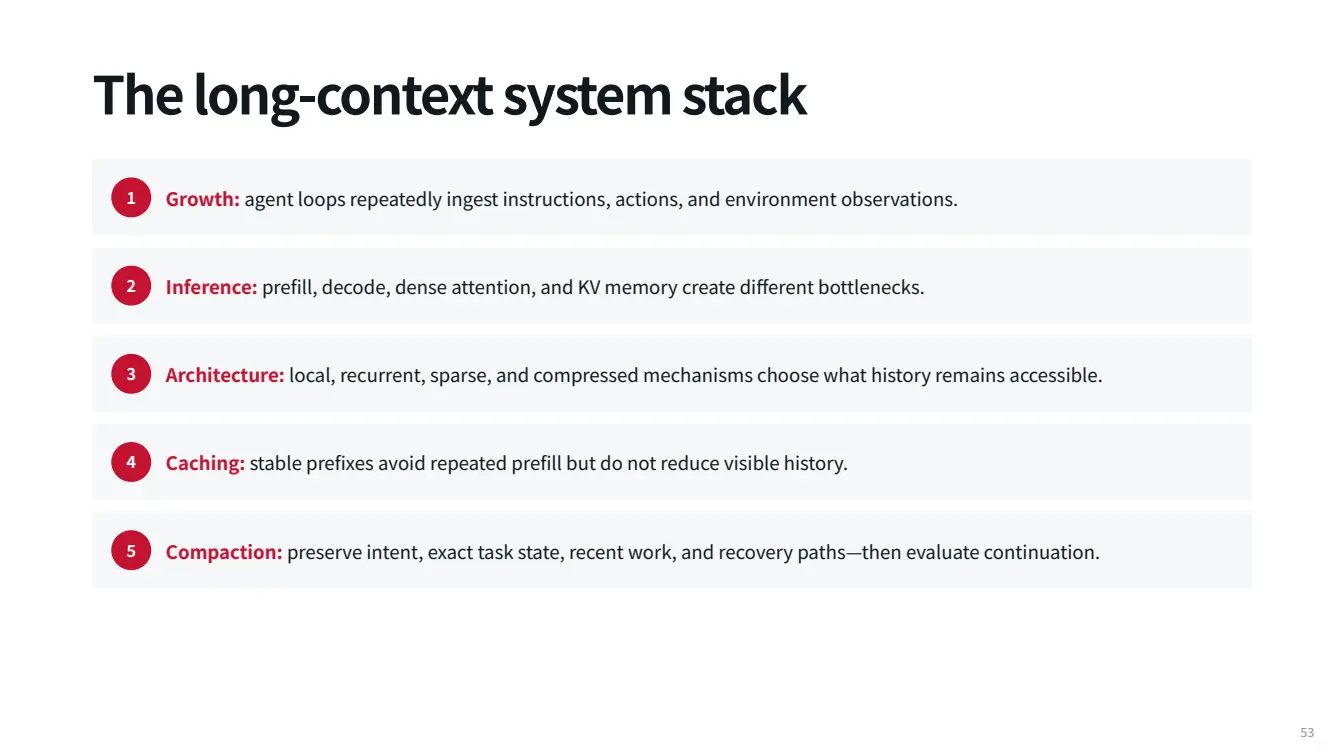 The long-context system stack
1 Growth: agent loops repeatedly ingest instructions, actions, and environment observations.
2 Inference: prefill, decode, dense attention, and KV memory create different bottlenecks.
3 Architecture: local, recurrent, sparse, and compressed mechanisms choose what history remains accessible.
4 Caching: stable prefixes avoid repeated prefill but do not reduce visible history.
5 Compaction: preserve intent, exact task state, recent work, and recovery paths—then evaluate continuation.
53